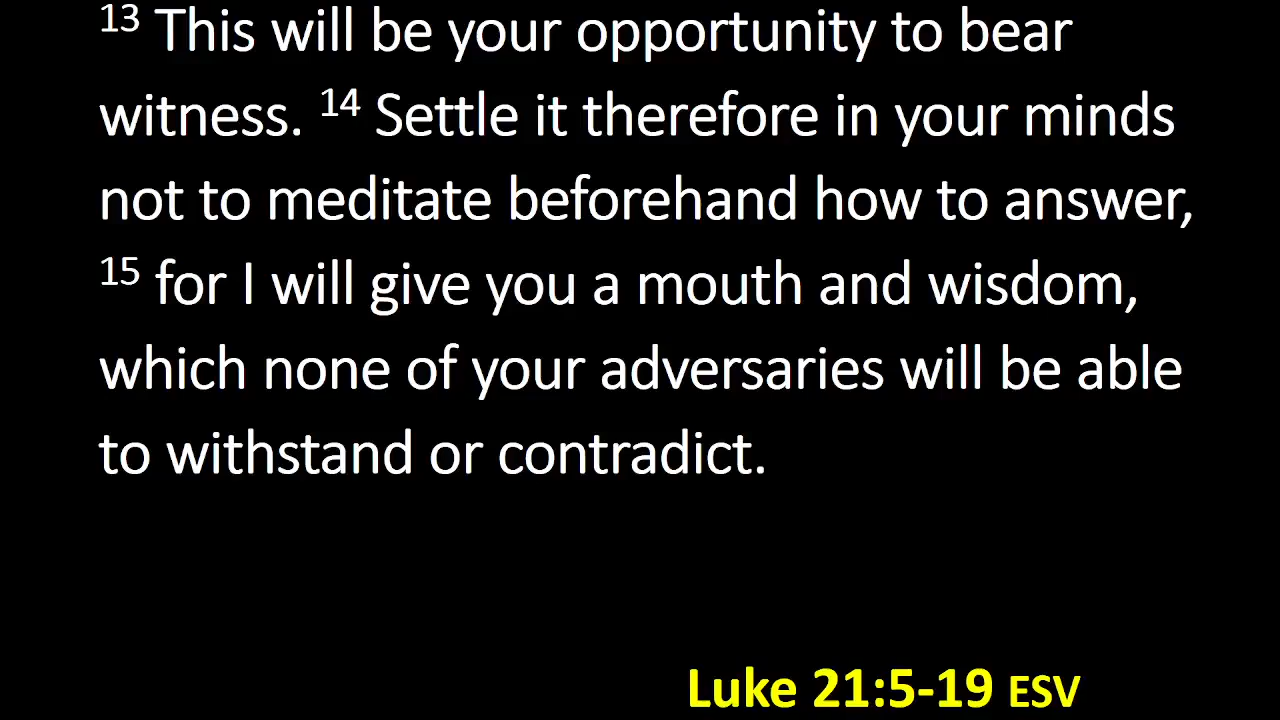 13 This will be your opportunity to bear
witness. 14 Settle it therefore in your minds
not to meditate beforehand how to answer,
15 for I will give you a mouth and wisdom,
which none of your adversaries will be able
to withstand or contradict.
Luke 21:5-19 ESV